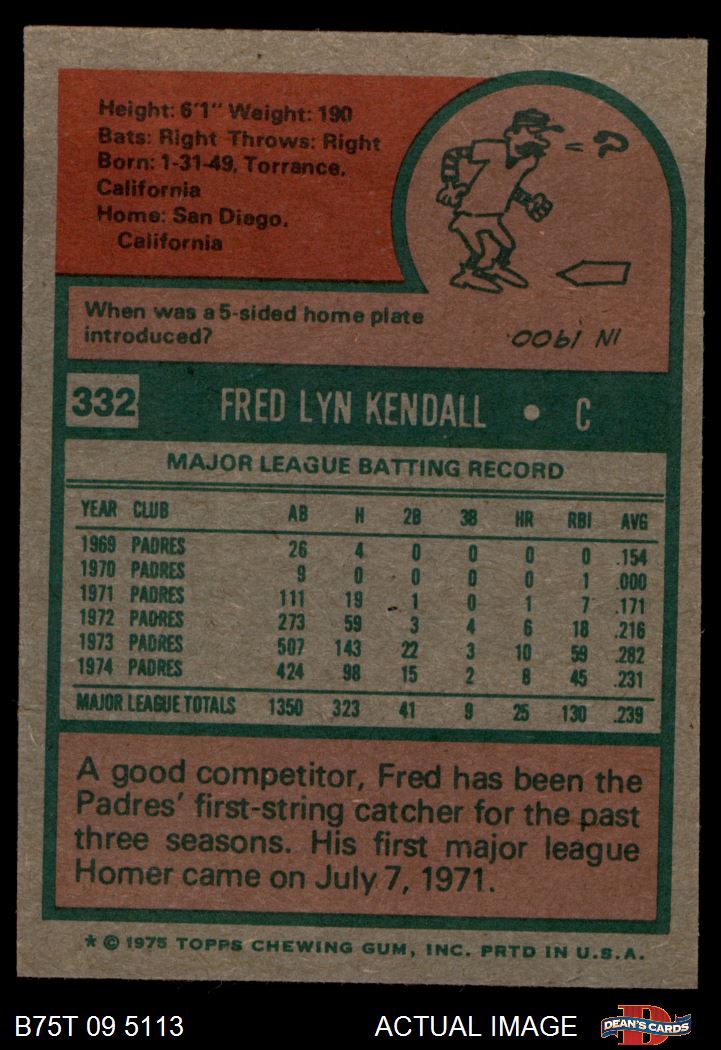 Height: 6'1" Weight: 190
Bats: Right Throws: Right
Born: 1-31-49, Torrance,
California
Home: San Diego,
California
When was a 5-sided home plate
introduced?
IN 1900.
332 FRED LYN KENDALL • C
MAJOR LEAGUE BATTING RECORD
YEAR CLUB AB H 2B 3B HR RBI AVG
1969 PADRES 26 4 0 0 0 0 .154
1970 PADRES 9 0 0 0 0 1 .000
1971 PADRES 111 19 1 0 1 7 .171
1972 PADRES 273 59 3 4 6 18 .216
1973 PADRES 507 143 22 3 10 59 .282
1974 PADRES 424 98 15 2 8 45 .231
MAJOR LEAGUE TOTALS 1350 323 41 9 25 130 .239
A good competitor, Fred has been the
Padres' first-string catcher for the past
three seasons. His first major league
Homer came on July 7, 1971.
* © 1975 TOPPS CHEWING GUM, INC. PRTD IN U.S.A.
B75T 09 5113 ACTUAL IMAGE D DEAN'S CARDS